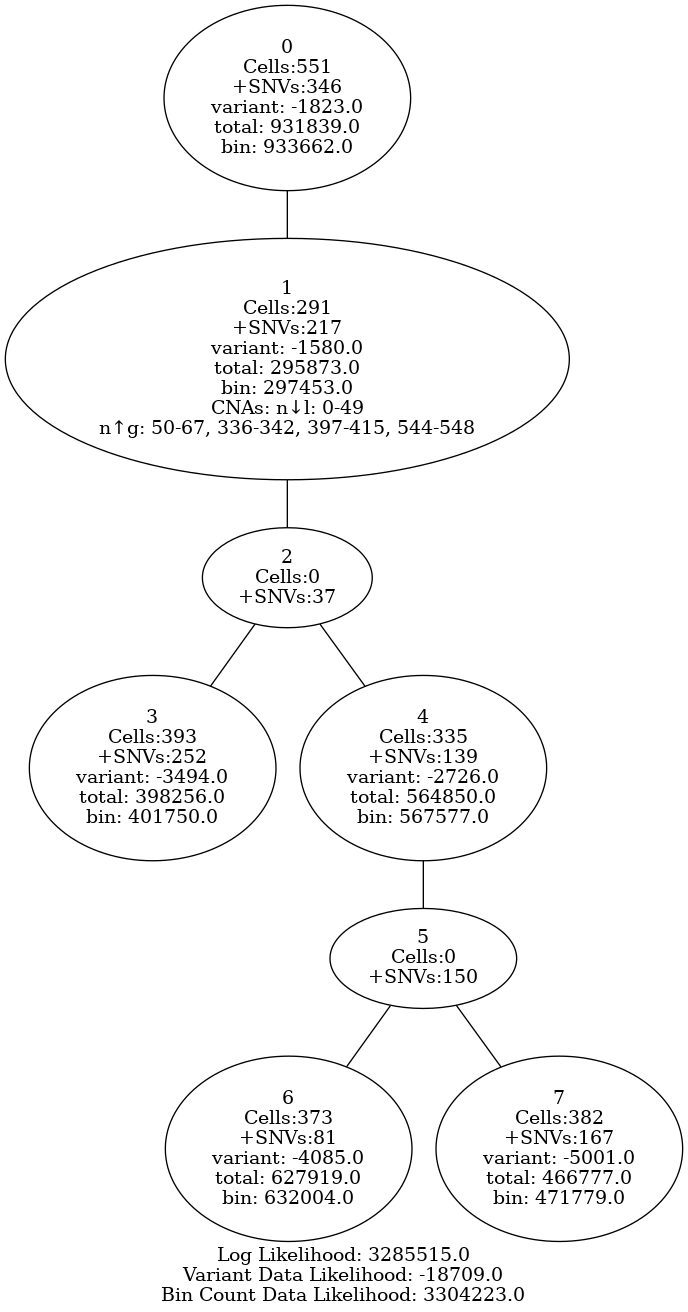 0
Cells:551
+SNVs:346
variant: -1823.0
total: 931839.0
bin: 933662.0
1
Cells:291
+SNVs:217
variant: -1580.0
total: 295873.0
bin: 297453.0
CNAs: n↓l: 0-49
n↑g: 50-67, 336-342, 397-415, 544-548
2
Cells:0
+SNVs:37
3
Cells:393
+SNVs:252
variant: -3494.0
total: 398256.0
bin: 401750.0
4
Cells:335
+SNVs:139
variant: -2726.0
total: 564850.0
bin: 567577.0
5
Cells:0
+SNVs:150
6
Cells:373
+SNVs:81
variant: -4085.0
total: 627919.0
bin: 632004.0
7
Cells:382
+SNVs:167
variant: -5001.0
total: 466777.0
bin: 471779.0
Log Likelihood: 3285515.0
Variant Data Likelihood: -18709.0
Bin Count Data Likelihood: 3304223.0